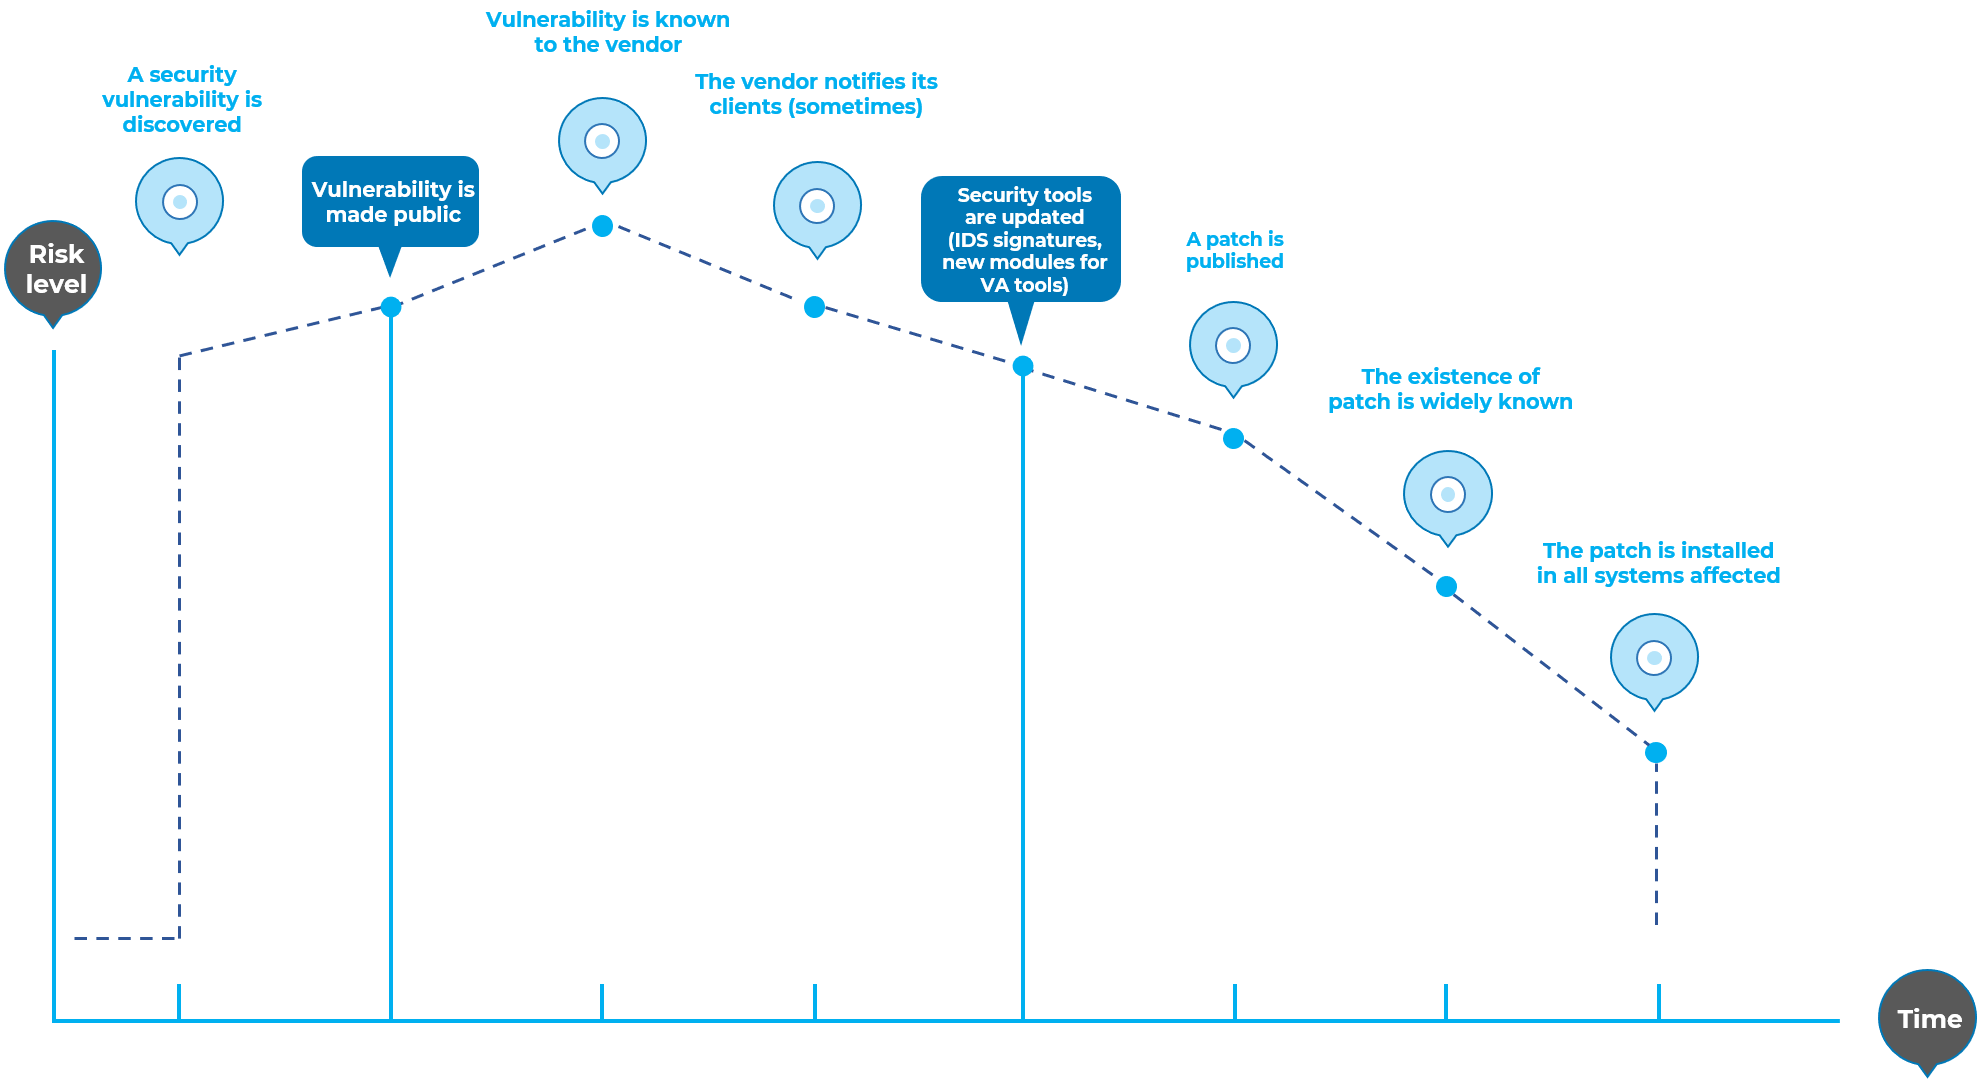 Vulnerability is known
to the vendor
A security
vulnerability is
discovered
The vendor notifies its
clients (sometimes)
Vulnerability is
made public
Security tools
are updated
(IDS signatures,
new modules for
VA tools)
A patch is
published
Risk
level
The existence of
patch is widely known
The patch is installed
in all systems affected
Time